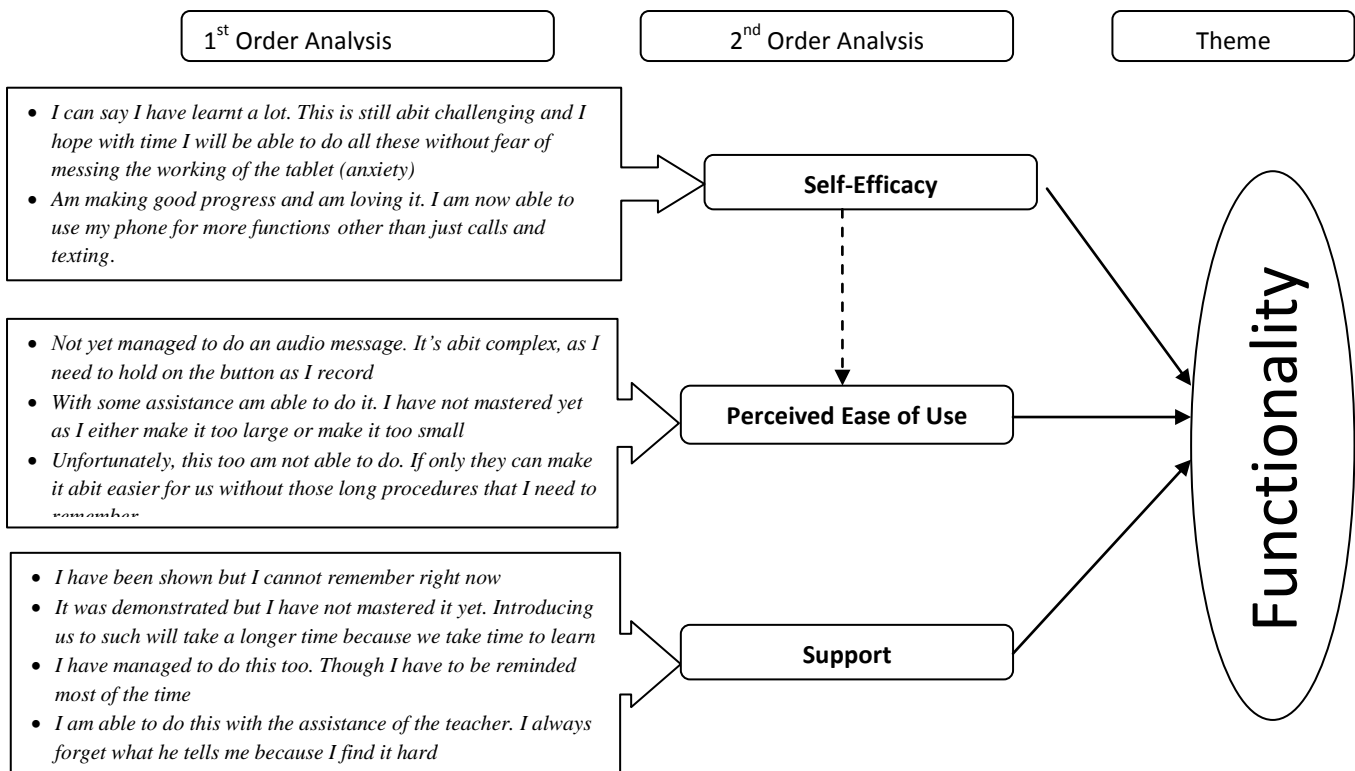 1st Order Analysis
2nd Order Analysis
Theme
• I can say I have learnt a lot. This is still abit challenging and I
hope with time I will be able to do all these without fear of
messing the working of the tablet (anxiety)
• Am making good progress and am loving it. I am now able to
use my phone for more functions other than just calls and
texting.
Self-Efficacy
• Not yet managed to do an audio message. It’s abit complex, as I
need to hold on the button as I record
• With some assistance am able to do it. I have not mastered yet
as I either make it too large or make it too small
• Unfortunately, this too am not able to do. If only they can make
it abit easier for us without those long procedures that I need to
remember
Perceived Ease of Use
• I have been shown but I cannot remember right now
• It was demonstrated but I have not mastered it yet. Introducing
us to such will take a longer time because we take time to learn
• I have managed to do this too. Though I have to be reminded
most of the time
• I am able to do this with the assistance of the teacher. I always
forget what he tells me because I find it hard
Support
Functionality